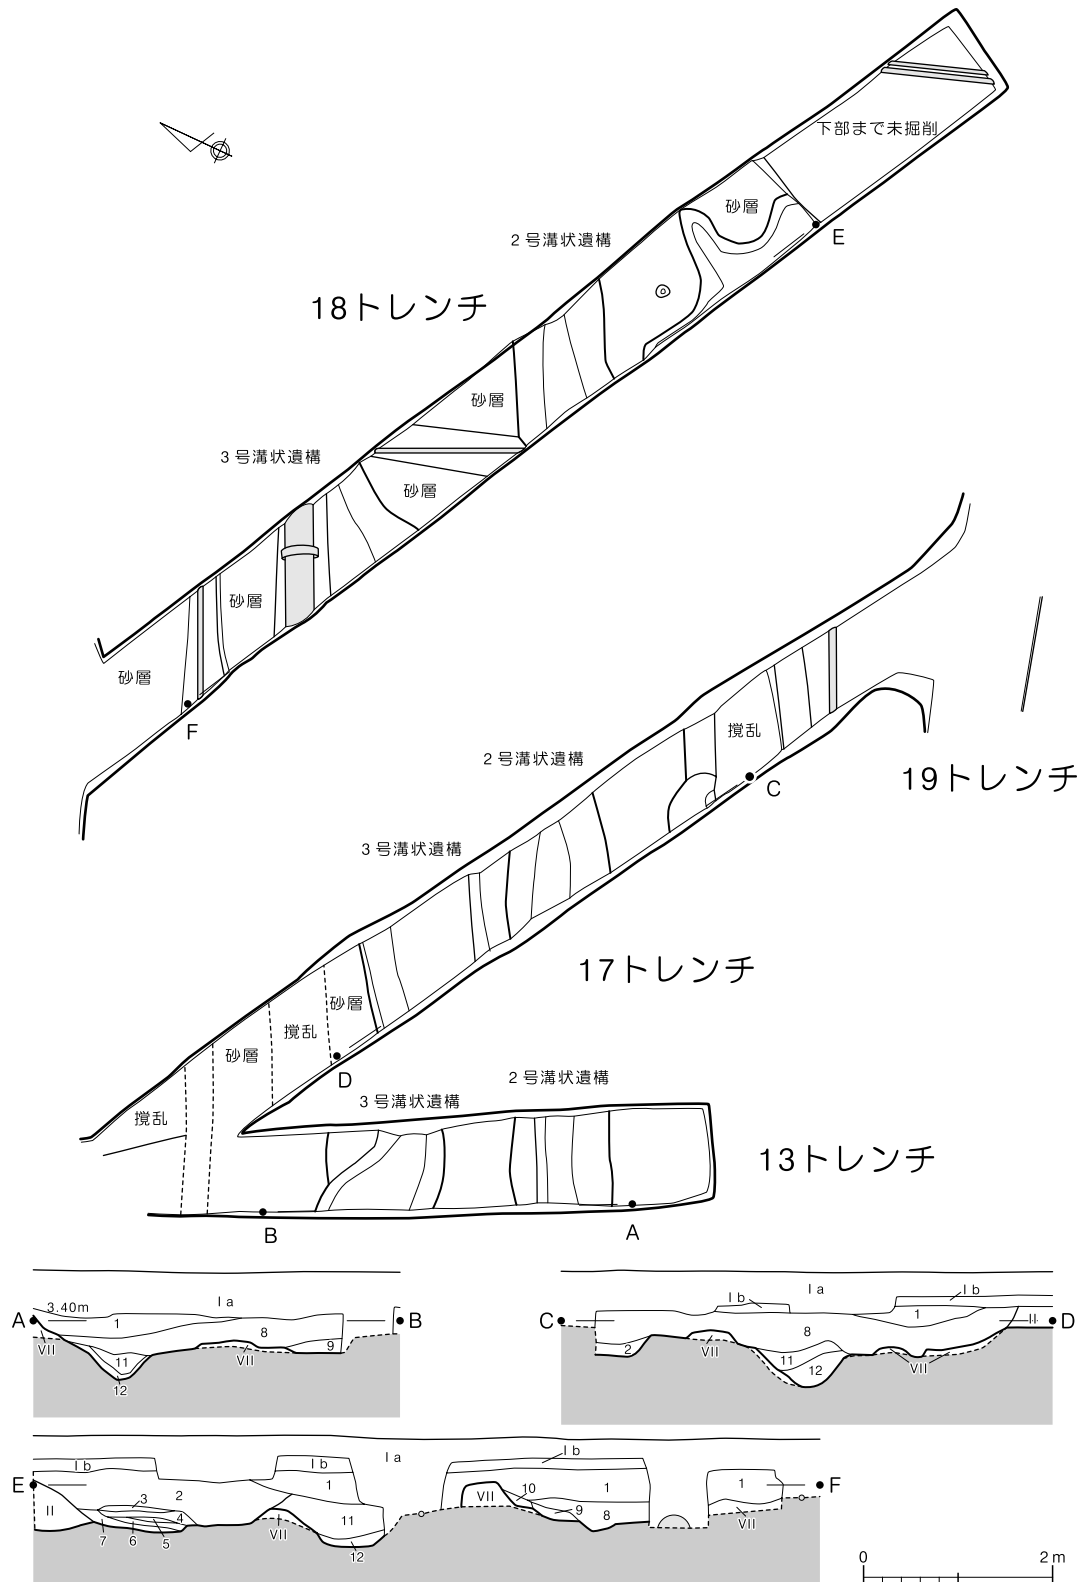 下部まで未掘削
砂層
E
2号溝状遺構
18トレンチ
砂層
3号溝状遺構
砂層
砂層
砂層
F
撹乱
2号溝状遺構
C
19トレンチ
3号溝状遺構
17トレンチ
砂層
撹乱
砂層
D
撹乱
2号溝状遺構
3号溝状遺構
13トレンチ
B
A
Ⅰa
3.40m
A
1
8
B
Ⅶ
11
Ⅶ
9
12
Ⅰa
Ⅰb
Ⅰb
C
1
Ⅱ
D
8
2
Ⅶ
11
12
Ⅶ
Ⅰb
Ⅰb
Ⅰa
Ⅰb
E
2
1
Ⅶ
10
1
1
F
Ⅱ
3
4
9
8
11
Ⅶ
Ⅶ
7
6
5
12
0
2m